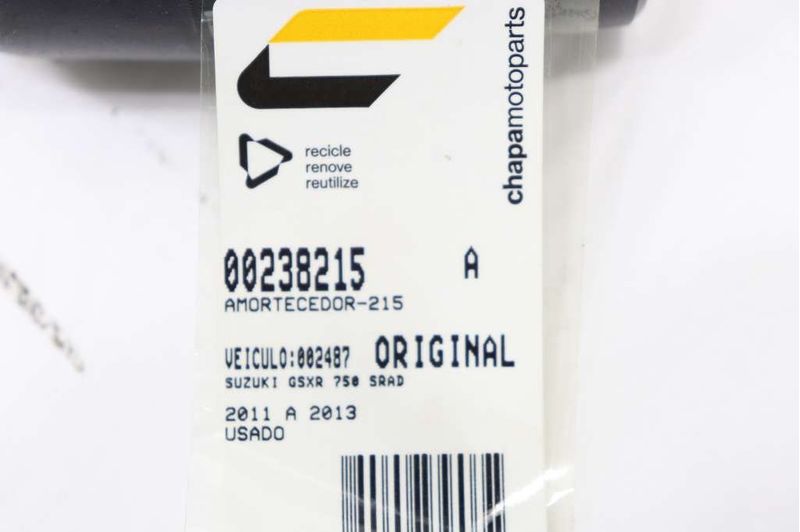 chapamotoparts
recicle
renove
reutilize
00238215 A
AMORTECEDOR-215
VEICULO:002487 ORIGINAL
SUZUKI GSXR 750 SRAD
2011 A 2013
USADO